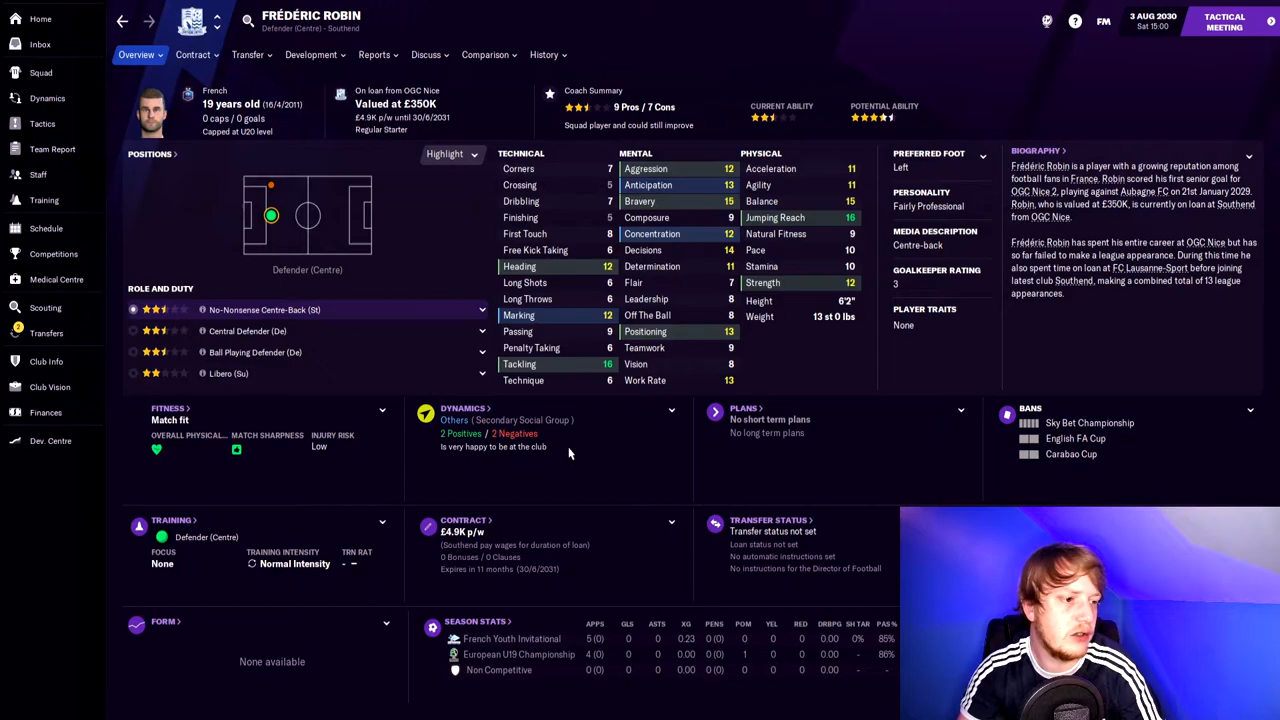 Home
Inbox
Squad
Dynamics
Tactics
Team Report
Staff
Training
Schedule
Competitions
Medical Centre
Scouting
2
Transfers
Club Info
Club Vision
Finances
Dev. Centre
FRÉDÉRIC ROBIN
Defender (Centre) - Southend
?
FM
3 AUG 2030
Sat 15:00
TACTICAL
MEETING
Overview
Contract
Transfer
Development
Reports
Discuss
Comparison
History
French
19 years old (16/4/2011)
0 caps / 0 goals
Capped at U20 level
On loan from OGC Nice
Valued at £350K
£4.9K p/w until 30/6/2031
Regular Starter
Coach Summary
9 Pros / 7 Cons
Squad player and could still improve
CURRENT ABILITY
POTENTIAL ABILITY
POSITIONS
Highlight
Defender (Centre)
ROLE AND DUTY
No-Nonsense Centre-Back (St)
Central Defender (De)
Ball Playing Defender (De)
Libero (Su)
TECHNICAL
Corners 7
Crossing 5
Dribbling 7
Finishing 5
First Touch 8
Free Kick Taking 6
Heading 12
Long Shots 6
Long Throws 6
Marking 12
Passing 9
Penalty Taking 6
Tackling 16
Technique 6
MENTAL
Aggression 12
Anticipation 13
Bravery 15
Composure 9
Concentration 12
Decisions 14
Determination 11
Flair 7
Leadership 8
Off The Ball 8
Positioning 13
Teamwork 9
Vision 8
Work Rate 13
PHYSICAL
Acceleration 11
Agility 11
Balance 15
Jumping Reach 16
Natural Fitness 9
Pace 10
Stamina 10
Strength 12
Height 6'2"
Weight 13 st 0 lbs
PREFERRED FOOT
Left
PERSONALITY
Fairly Professional
MEDIA DESCRIPTION
Centre-back
GOALKEEPER RATING
3
PLAYER TRAITS
None
BIOGRAPHY
Frédéric Robin is a player with a growing reputation among
football fans in France. Robin scored his first senior goal for
OGC Nice 2, playing against Aubagne FC on 21st January 2029.
Robin, who is valued at £350K, is currently on loan at Southend
from OGC Nice.
Frédéric Robin has spent his entire career at OGC Nice but has
so far failed to make a league appearance. During this time he
also spent time on loan at FC Lausanne-Sport before joining
latest club Southend, making a combined total of 13 league
appearances.
FITNESS
Match fit
OVERALL PHYSICAL...
MATCH SHARPNESS
INJURY RISK
Low
DYNAMICS
Others ( Secondary Social Group )
2 Positives / 2 Negatives
Is very happy to be at the club
PLANS
No short term plans
No long term plans
BANS
Sky Bet Championship
English FA Cup
Carabao Cup
TRAINING
Defender (Centre)
FOCUS
None
TRAINING INTENSITY
Normal Intensity
TRN RAT
- –
CONTRACT
£4.9K p/w
(Southend pay wages for duration of loan)
0 Bonuses / 0 Clauses
Expires in 11 months (30/6/2031)
TRANSFER STATUS
Transfer status not set
Loan status not set
No automatic instructions set
No instructions for the Director of Football
FORM
None available
SEASON STATS
APPS GLS ASTS XG PENS POM YEL RED DRBPG SH TAR PAS%
French Youth Invitational 5 (0) 0 0 0.23 0 (0) 0 0 0 0.00 0% 85%
European U19 Championship 4 (0) 0 0 0.00 0 (0) 1 0 0 0.00 - 86%
Non Competitive 0 (0) 0 0 0.00 0 (0) 0 0 0 0.00 - -